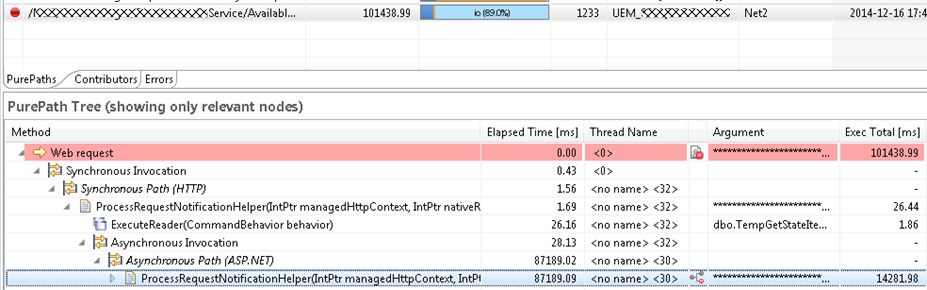 Service/Availabl... 101438.99 io (89.0%) 1233 UEM_ Net2 2014-12-16 17:4
PurePaths Contributors Errors
PurePath Tree (showing only relevant nodes)
Method Elapsed Time [ms] Thread Name Argument Exec Total [ms]
Web request 0.00 <0> ********************... 101438.99
Synchronous Invocation 0.43 <0> -
Synchronous Path (HTTP) 1.56 <no name> <32> -
ProcessRequestNotificationHelper(IntPtr managedHttpContext, IntPtr nativeR 1.69 <no name> <32> ********************... 26.44
ExecuteReader(CommandBehavior behavior) 26.16 <no name> <32> dbo.TempGetStateIte... 1.86
Asynchronous Invocation 28.13 <no name> <32> -
Asynchronous Path (ASP.NET) 87189.02 <no name> <30> -
ProcessRequestNotificationHelper(IntPtr managedHttpContext, IntPt 87189.09 <no name> <30> ********************... 14281.98